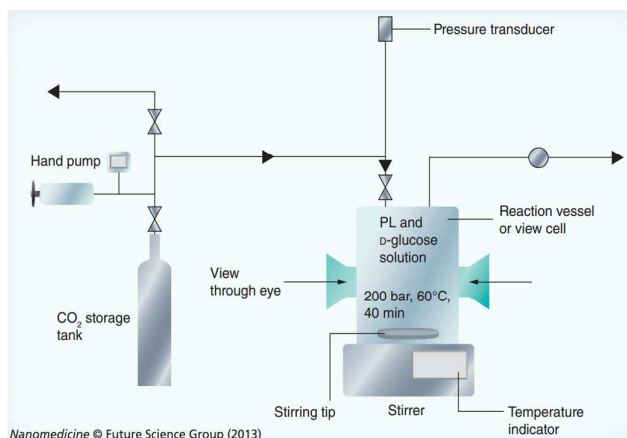 Pressure transducer
Hand pump
PL and
D-glucose
solution
Reaction vessel
or view cell
View
through eye
200 bar, 60°C,
40 min
CO₂ storage
tank
Stirring tip
Stirrer
Temperature
indicator
Nanomedicine © Future Science Group (2013)